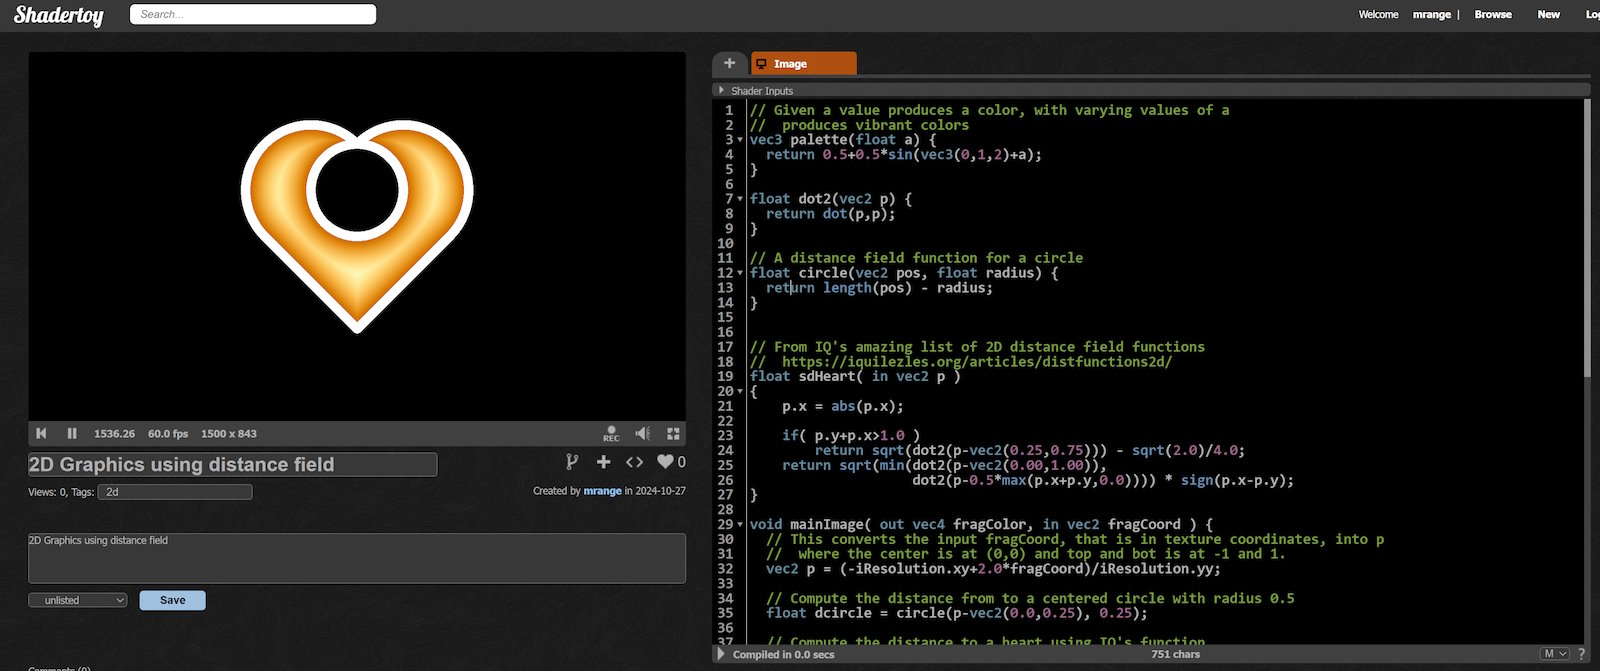 Shadertoy
Search...
Welcome mrange | Browse New
1536.26 60.0 fps 1500 x 843
REC
2D Graphics using distance field
0
Views: 0, Tags: 2d
Created by mrange in 2024-10-27
2D Graphics using distance field
unlisted
Save
+ Image
Shader Inputs
1 // Given a value produces a color, with varying values of a
2 //  produces vibrant colors
3 vec3 palette(float a) {
4   return 0.5+0.5*sin(vec3(0,1,2)+a);
5 }
6
7 float dot2(vec2 p) {
8   return dot(p,p);
9 }
10
11 // A distance field function for a circle
12 float circle(vec2 pos, float radius) {
13   return length(pos) - radius;
14 }
15
16
17 // From IQ's amazing list of 2D distance field functions
18 //  https://iquilezles.org/articles/distfunctions2d/
19 float sdHeart( in vec2 p )
20 {
21     p.x = abs(p.x);
22
23     if( p.y+p.x>1.0 )
24         return sqrt(dot2(p-vec2(0.25,0.75))) - sqrt(2.0)/4.0;
25     return sqrt(min(dot2(p-vec2(0.00,1.00)),
26                     dot2(p-0.5*max(p.x+p.y,0.0)))) * sign(p.x-p.y);
27 }
28
29 void mainImage( out vec4 fragColor, in vec2 fragCoord ) {
30   // This converts the input fragCoord, that is in texture coordinates, into p
31   //  where the center is at (0,0) and top and bot is at -1 and 1.
32   vec2 p = (-iResolution.xy+2.0*fragCoord)/iResolution.yy;
33
34   // Compute the distance from to a centered circle with radius 0.5
35   float dcircle = circle(p-vec2(0.0,0.25), 0.25);
36
37   // Compute the distance to a heart using IQ's function
Compiled in 0.0 secs
751 chars
M
?